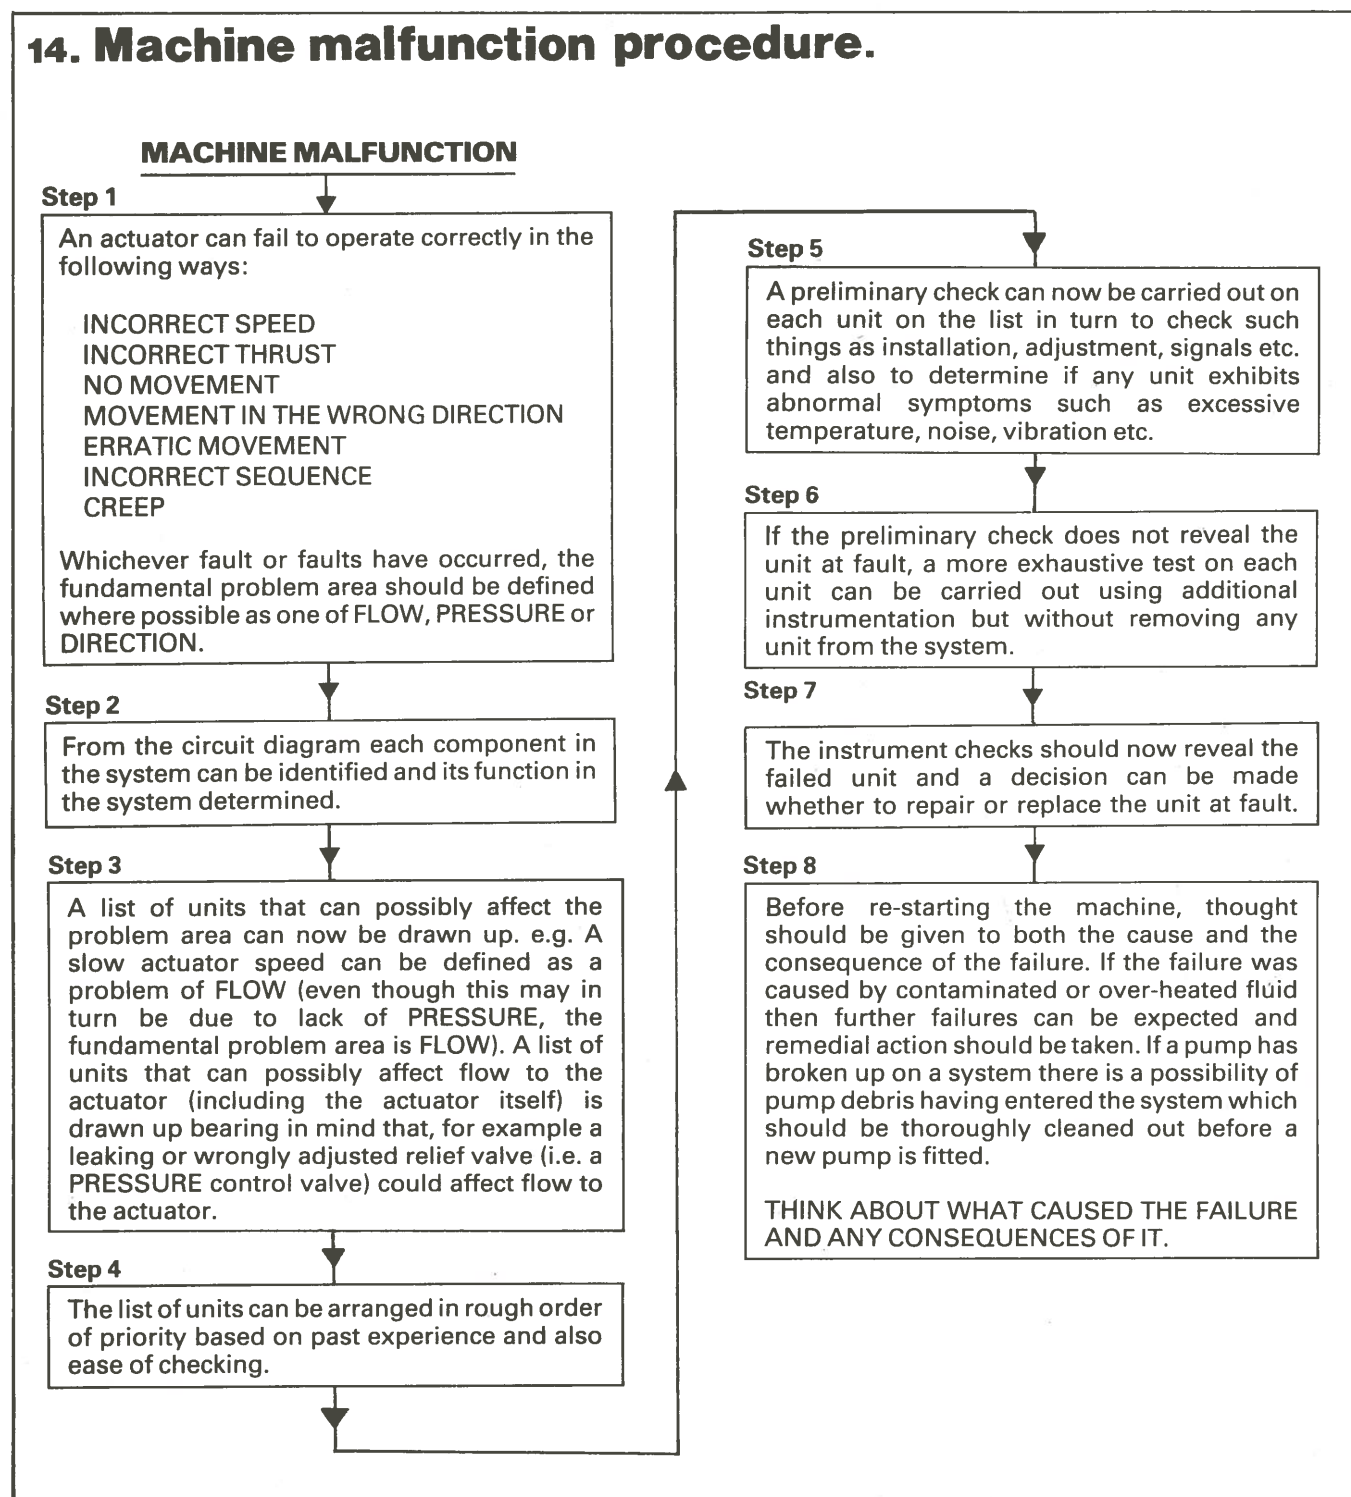 14. Machine malfunction procedure.
MACHINE MALFUNCTION
Step 1
An actuator can fail to operate correctly in the
following ways:
INCORRECT SPEED
INCORRECT THRUST
NO MOVEMENT
MOVEMENT IN THE WRONG DIRECTION
ERRATIC MOVEMENT
INCORRECT SEQUENCE
CREEP
Whichever fault or faults have occurred, the
fundamental problem area should be defined
where possible as one of FLOW, PRESSURE or
DIRECTION.
Step 2
From the circuit diagram each component in
the system can be identified and its function in
the system determined.
Step 3
A list of units that can possibly affect the
problem area can now be drawn up. e.g. A
slow actuator speed can be defined as a
problem of FLOW (even though this may in
turn be due to lack of PRESSURE, the
fundamental problem area is FLOW). A list of
units that can possibly affect flow to the
actuator (including the actuator itself) is
drawn up bearing in mind that, for example a
leaking or wrongly adjusted relief valve (i.e. a
PRESSURE control valve) could affect flow to
the actuator.
Step 4
The list of units can be arranged in rough order
of priority based on past experience and also
ease of checking.
Step 5
A preliminary check can now be carried out on
each unit on the list in turn to check such
things as installation, adjustment, signals etc.
and also to determine if any unit exhibits
abnormal symptoms such as excessive
temperature, noise, vibration etc.
Step 6
If the preliminary check does not reveal the
unit at fault, a more exhaustive test on each
unit can be carried out using additional
instrumentation but without removing any
unit from the system.
Step 7
The instrument checks should now reveal the
failed unit and a decision can be made
whether to repair or replace the unit at fault.
Step 8
Before re-starting the machine, thought
should be given to both the cause and the
consequence of the failure. If the failure was
caused by contaminated or over-heated fluid
then further failures can be expected and
remedial action should be taken. If a pump has
broken up on a system there is a possibility of
pump debris having entered the system which
should be thoroughly cleaned out before a
new pump is fitted.
THINK ABOUT WHAT CAUSED THE FAILURE
AND ANY CONSEQUENCES OF IT.